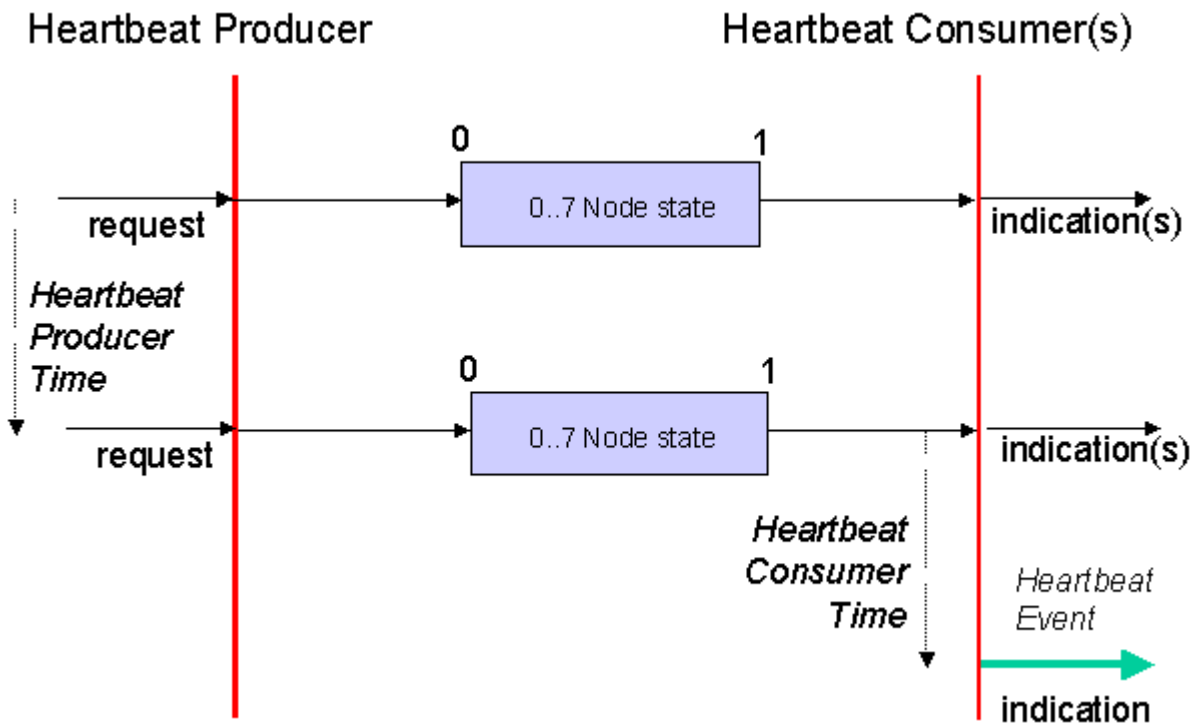 Heartbeat Producer
Heartbeat Consumer(s)
0
1
0..7 Node state
request
indication(s)
Heartbeat
Producer
Time
0
1
0..7 Node state
request
indication(s)
Heartbeat
Consumer
Time
Heartbeat
Event
indication